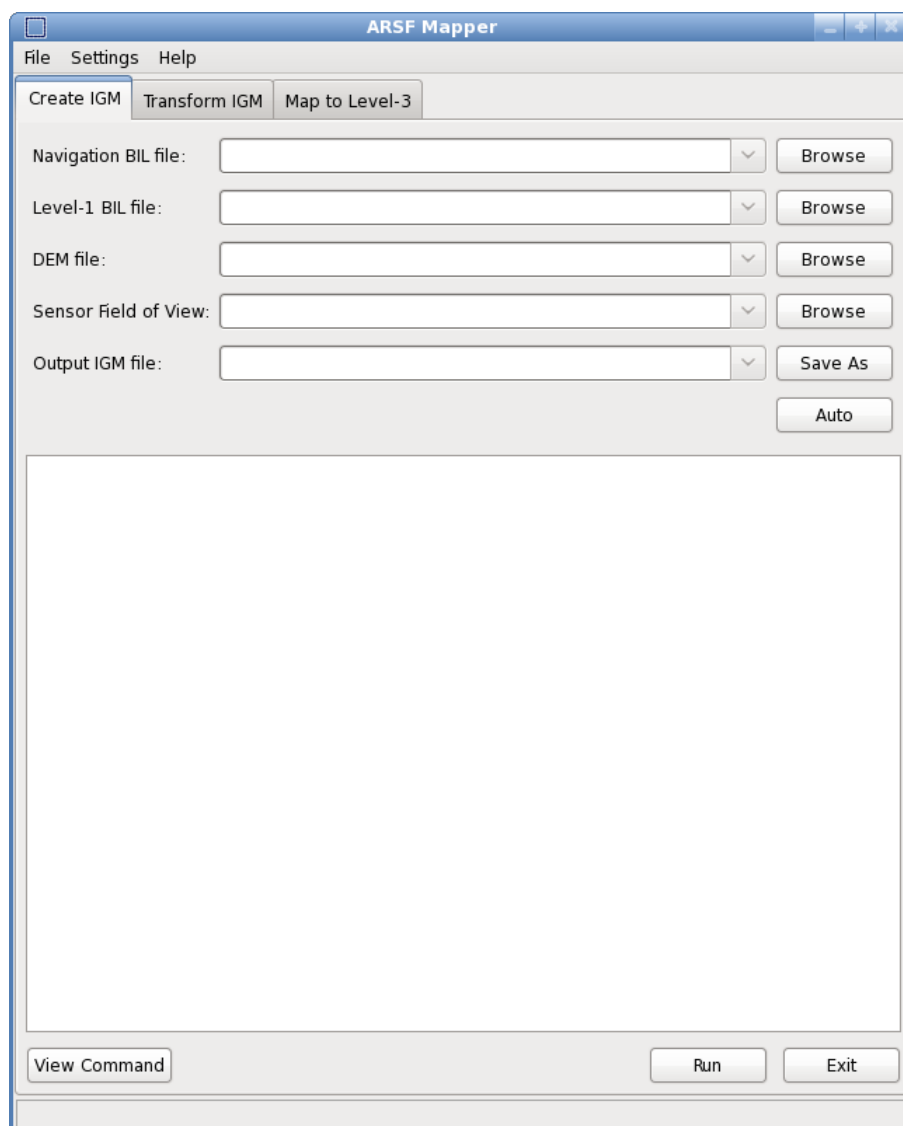 ARSF Mapper
File Settings Help
Create IGM Transform IGM Map to Level-3
Navigation BIL file: Browse
Level-1 BIL file: Browse
DEM file: Browse
Sensor Field of View: Browse
Output IGM file: Save As
Auto
View Command Run Exit